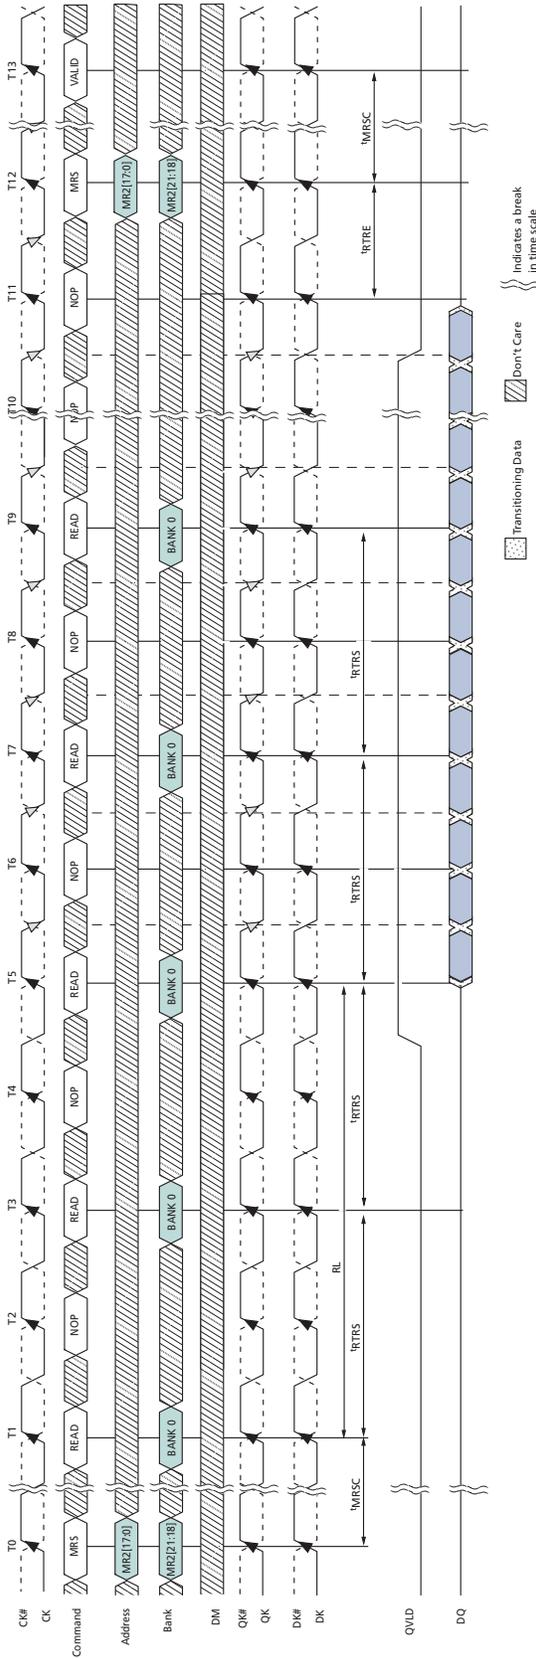 T0 T1 T2 T3 T4 T5 T6 T7 T8 T9 T10 T11 T12 T13
CK#
CK
Command MRS READ NOP READ NOP READ NOP READ NOP READ NOP NOP MRS VALID
Address MR2[17:0] MR2[17:0]
Bank MR2[21:18] BANK 0 BANK 0 BANK 0 BANK 0 BANK 0 MR2[21:18]
DM
QK#
QK
DK#
DK
RL
tMRSC tRTRS tRTRS tRTRS tRTRS tRTRE tMRSC
QVLD
DQ
Transitioning Data Don't Care Indicates a break
in time scale